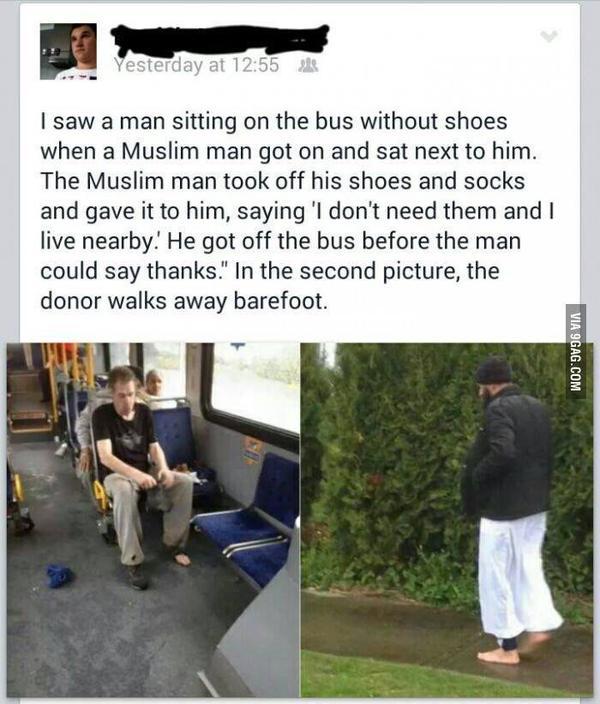 Yesterday at 12:55
I saw a man sitting on the bus without shoes
when a Muslim man got on and sat next to him.
The Muslim man took off his shoes and socks
and gave it to him, saying 'I don't need them and I
live nearby.' He got off the bus before the man
could say thanks." In the second picture, the
donor walks away barefoot.
VIA 9GAG.COM